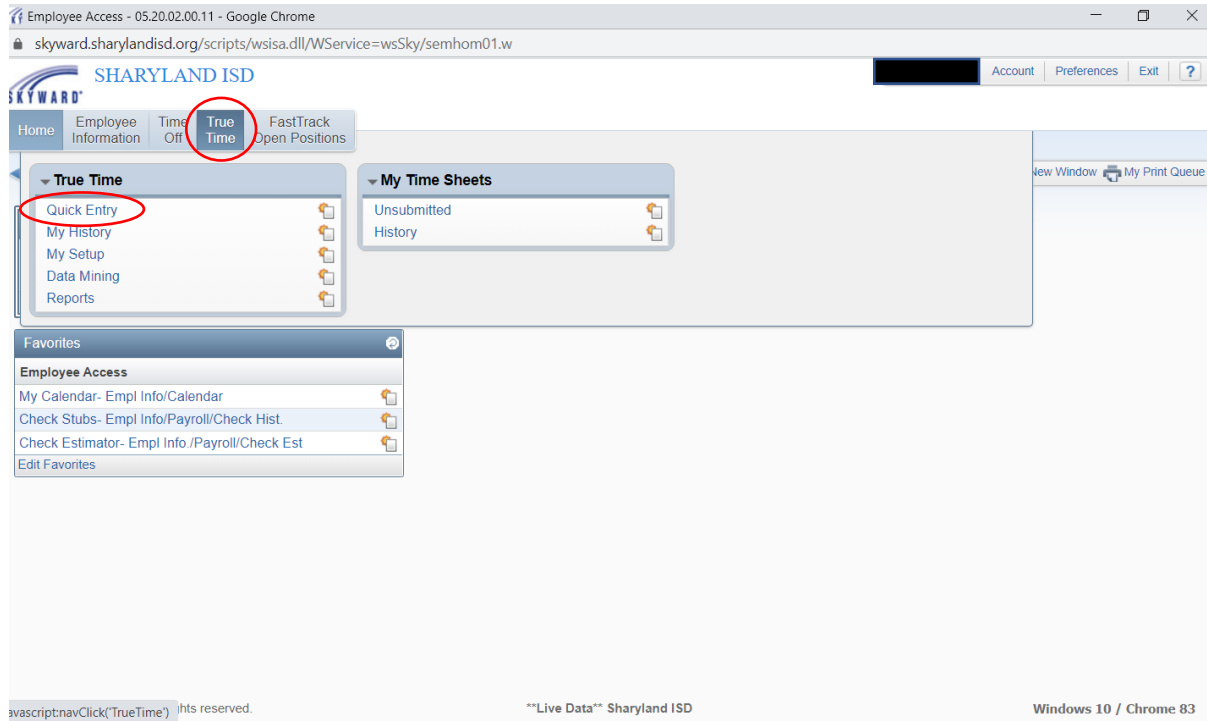 Employee Access - 05.20.02.00.11 - Google Chrome
skyward.sharylandisd.org/scripts/wsisa.dll/WService=wsSky/semhom01.w
SKYWARD
SHARYLAND ISD
Account Preferences Exit ?
Home
Employee Information
Time Off
True Time
FastTrack Open Positions
New Window My Print Queue
True Time
Quick Entry
My History
My Setup
Data Mining
Reports
My Time Sheets
Unsubmitted
History
Favorites
Employee Access
My Calendar- Empl Info/Calendar
Check Stubs- Empl Info/Payroll/Check Hist.
Check Estimator- Empl Info./Payroll/Check Est
Edit Favorites
avascript:navClick('TrueTime') hts reserved.
**Live Data** Sharyland ISD
Windows 10 / Chrome 83